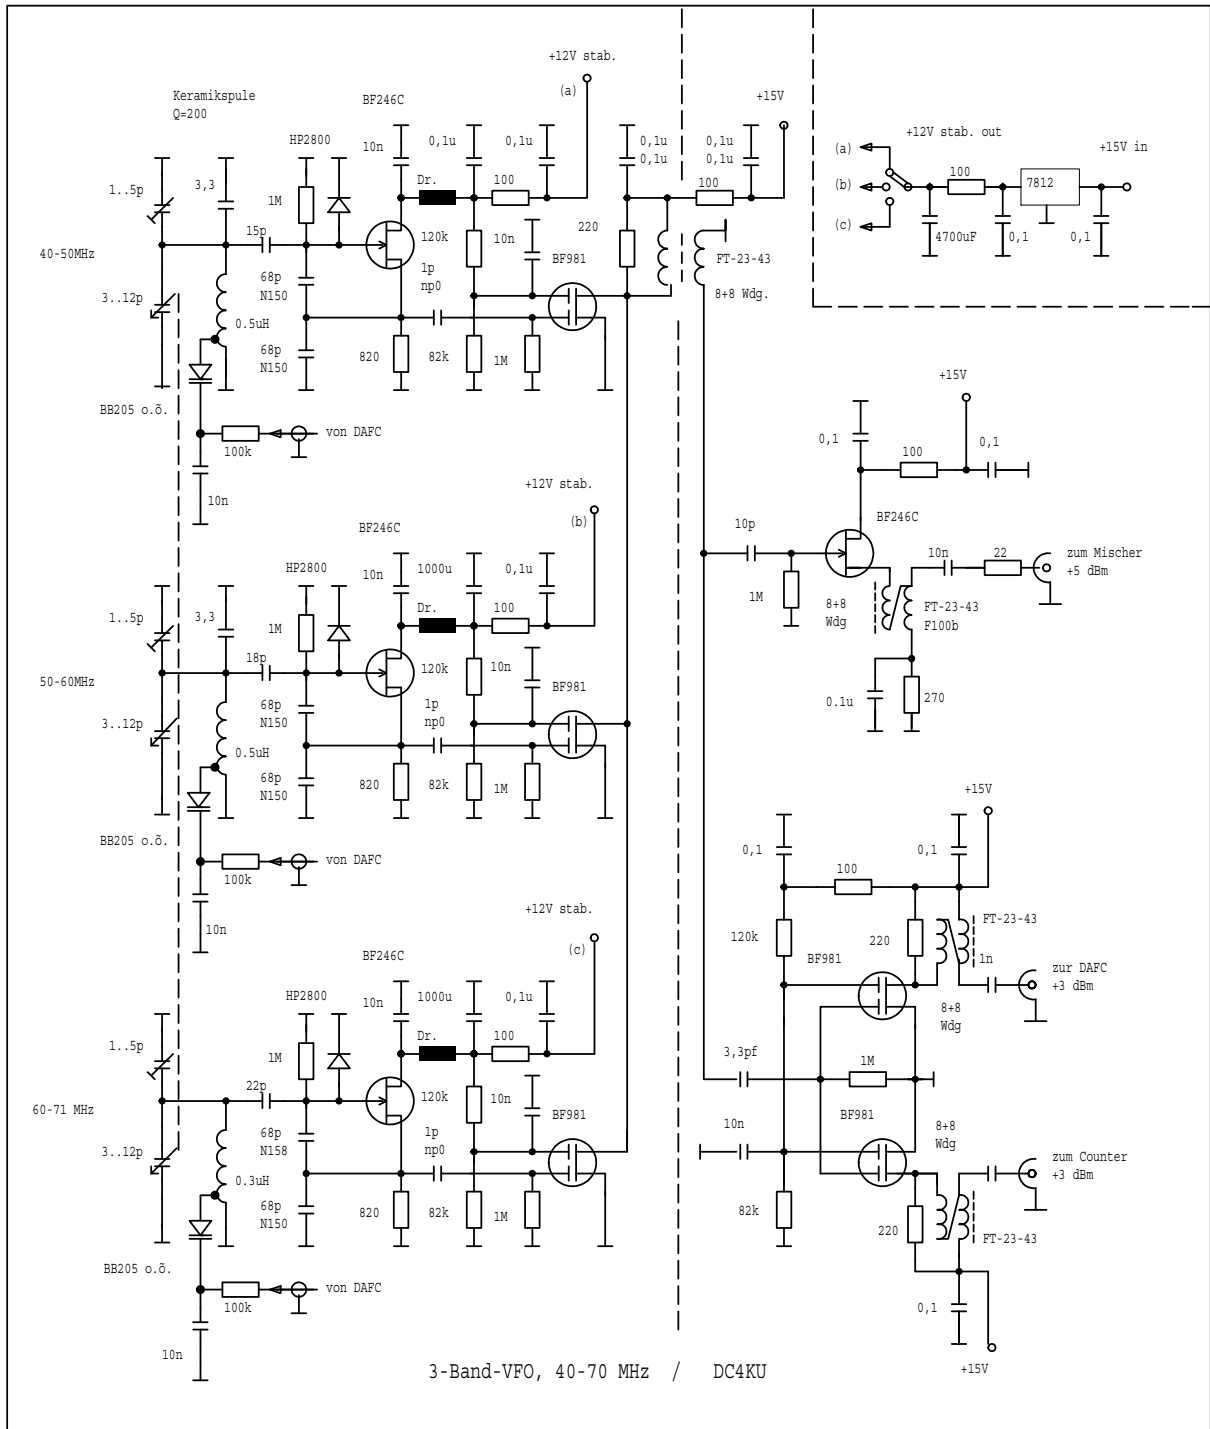 +12V stab.
(a)
Keramikspule
Q=200
BF246C
+15V
HP2800
10n
0,1u
0,1u
0,1u
0,1u
0,1u
0,1u
+12V stab. out
+15V in
(a)
(b)
(c)
100
7812
4700uF
0,1
0,1
1..5p
3,3
1M
Dr.
100
100
15p
120k
10n
220
BF981
FT-23-43
8+8 Wdg.
40-50MHz
68p
N150
1p
np0
3..12p
0.5uH
68p
N150
820
82k
1M
BB205 o.õ.
von DAFC
100k
10n
+15V
0,1
0,1
100
BF246C
10p
1M
8+8
Wdg
10n
22
zum Mischer
+5 dBm
FT-23-43
F100b
0.1u
270
+12V stab.
(b)
BF246C
HP2800
10n
1000u
0,1u
1..5p
3,3
1M
Dr.
100
18p
120k
10n
BF981
50-60MHz
68p
N150
1p
np0
3..12p
0.5uH
68p
N150
820
82k
1M
BB205 o.õ.
von DAFC
100k
10n
+15V
0,1
0,1
100
120k
220
FT-23-43
1n
BF981
zur DAFC
+3 dBm
8+8
Wdg
3,3pf
1M
10n
BF981
8+8
Wdg
zum Counter
+3 dBm
82k
220
FT-23-43
0,1
+15V
+12V stab.
(c)
BF246C
HP2800
10n
1000u
0,1u
1..5p
1M
Dr.
100
22p
120k
10n
BF981
60-71 MHz
68p
N158
1p
np0
3..12p
0.3uH
68p
N150
820
82k
1M
BB205 o.õ.
von DAFC
100k
10n
3-Band-VFO, 40-70 MHz / DC4KU